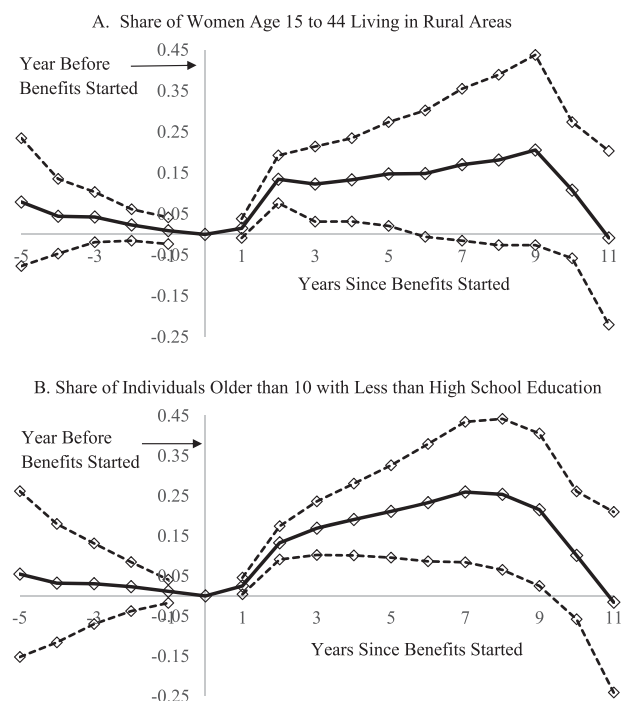 A. Share of Women Age 15 to 44 Living in Rural Areas
0.45
Year Before
Benefits Started
0.35
0.25
0.15
0.05
-5 -3 -1 1 3 5 7 9 11
-0.05
Years Since Benefits Started
-0.15
-0.25
B. Share of Individuals Older than 10 with Less than High School Education
0.45
Year Before
Benefits Started
0.35
0.25
0.15
0.05
-5 -3 -1 1 3 5 7 9 11
-0.05
Years Since Benefits Started
-0.15
-0.25